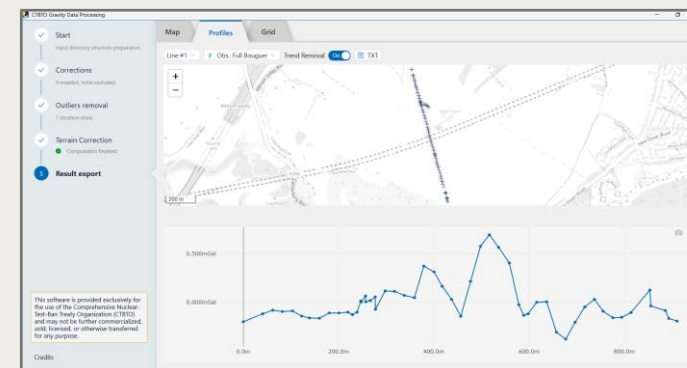 CTBTO Gravity Data Processing
Start
Input directory structure preparation.
Corrections
Outliers removal
1 iteration done.
Terrain Correction
Computation finished.
5 Result export
This software is provided exclusively for
the use of the Comprehensive Nuclear-
Test-Ban Treaty Organization (CTBTO)
and may not be further commercialized,
sold, licensed, or otherwise transferred
for any purpose.
Credits
Map Profiles Grid
Line #1 Obs.: Full Bouguer Trend Removal On TXT
+
−
200 m
0.500mGal
0.000mGal
0.0m 200.0m 400.0m 600.0m 800.0m